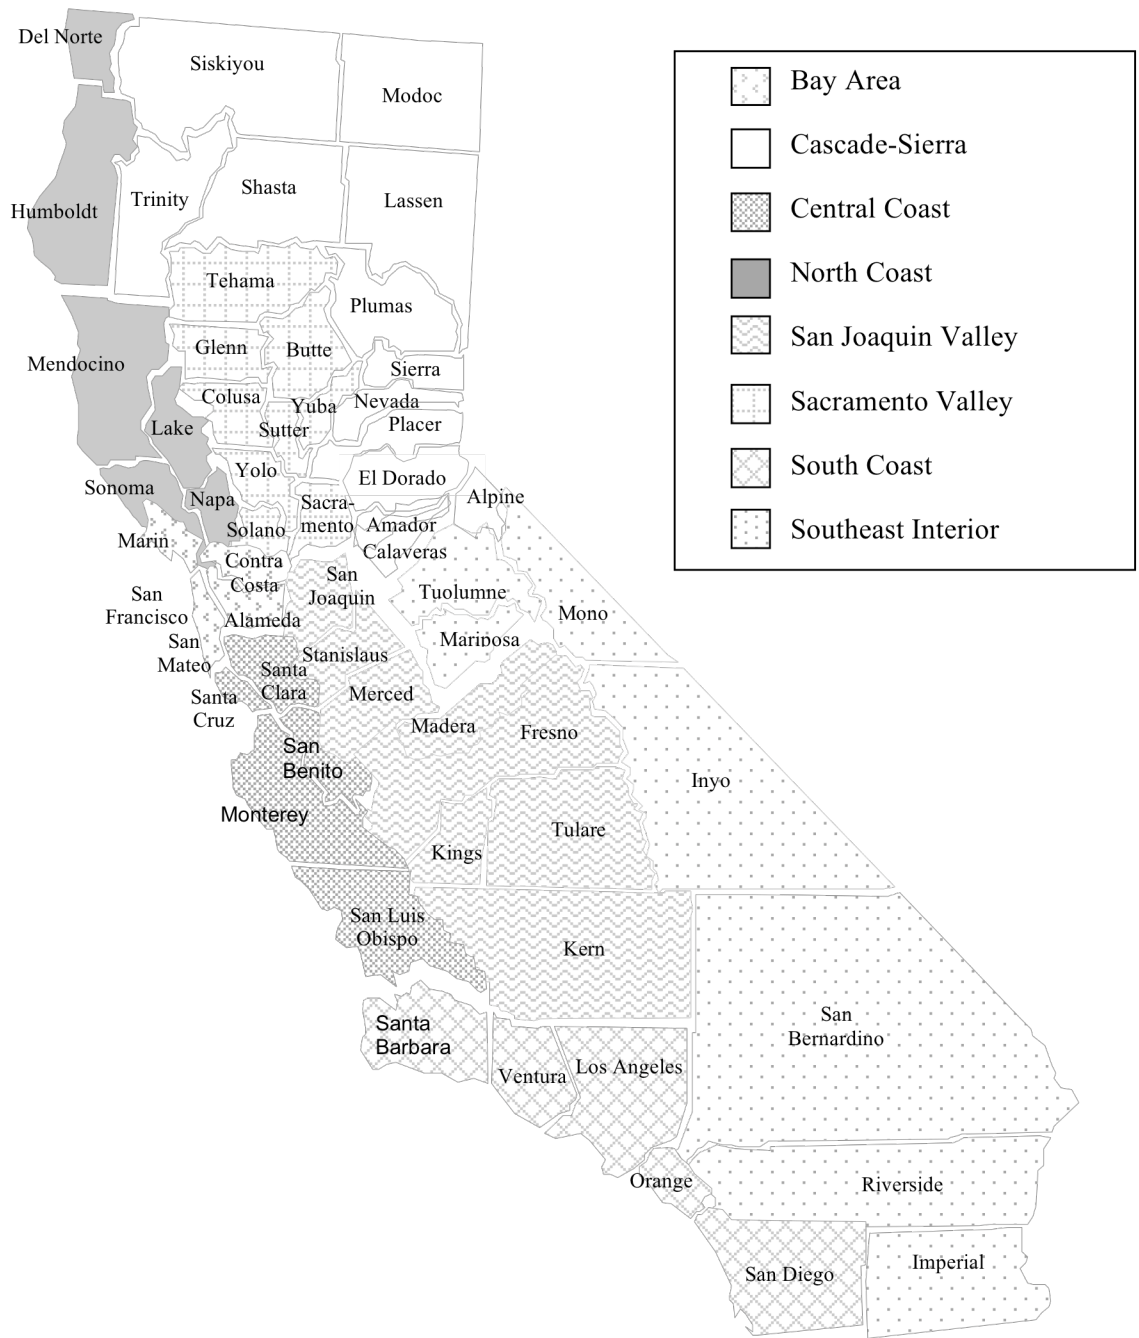 Del Norte
Siskiyou
Modoc
Humboldt
Trinity
Shasta
Lassen
Tehama
Plumas
Mendocino
Glenn
Butte
Sierra
Colusa
Yuba
Nevada
Lake
Sutter
Placer
Sonoma
Napa
Yolo
El Dorado
Alpine
Sacra-
mento
Marin
Solano
Amador
Calaveras
Contra
Costa
San
Joaquin
Tuolumne
Mono
San
Francisco
Alameda
Mariposa
San
Mateo
Stanislaus
Santa
Clara
Merced
Santa
Cruz
Madera
Fresno
San
Benito
Inyo
Monterey
Tulare
Kings
San Luis
Obispo
Kern
San
Bernardino
Santa
Barbara
Ventura
Los Angeles
Orange
Riverside
San Diego
Imperial
Bay Area
Cascade-Sierra
Central Coast
North Coast
San Joaquin Valley
Sacramento Valley
South Coast
Southeast Interior